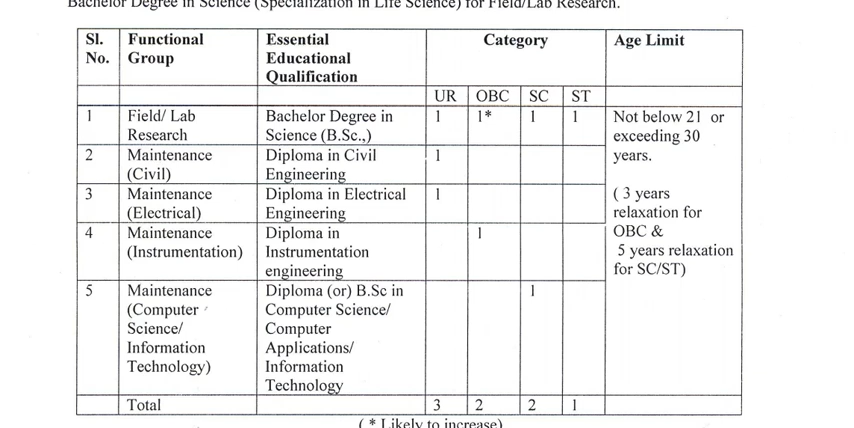 Bachelor Degree in Science (Specialization in Life Science) for Field/Lab Research.
Sl. No. Functional Group Essential Educational Qualification Category Age Limit
UR OBC SC ST
1 Field/ Lab Research Bachelor Degree in Science (B.Sc.,) 1 1* 1 1 Not below 21 or exceeding 30 years. ( 3 years relaxation for OBC & 5 years relaxation for SC/ST)
2 Maintenance (Civil) Diploma in Civil Engineering 1
3 Maintenance (Electrical) Diploma in Electrical Engineering 1
4 Maintenance (Instrumentation) Diploma in Instrumentation engineering 1
5 Maintenance (Computer Science/ Information Technology) Diploma (or) B.Sc in Computer Science/ Computer Applications/ Information Technology 1
Total 3 2 2 1
( * Likely to increase)